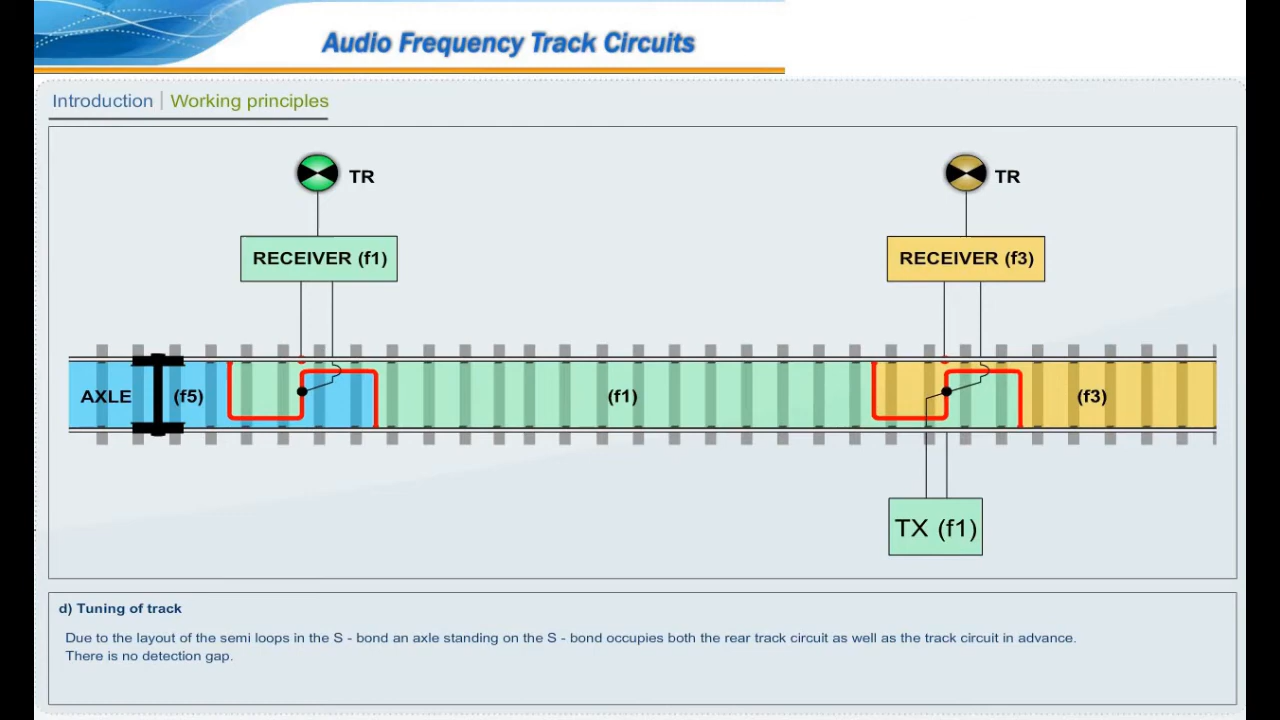 Audio Frequency Track Circuits
Introduction | Working principles
TR
TR
RECEIVER (f1)
RECEIVER (f3)
AXLE
(f5)
(f1)
(f3)
TX (f1)
d) Tuning of track
Due to the layout of the semi loops in the S - bond an axle standing on the S - bond occupies both the rear track circuit as well as the track circuit in advance.
There is no detection gap.